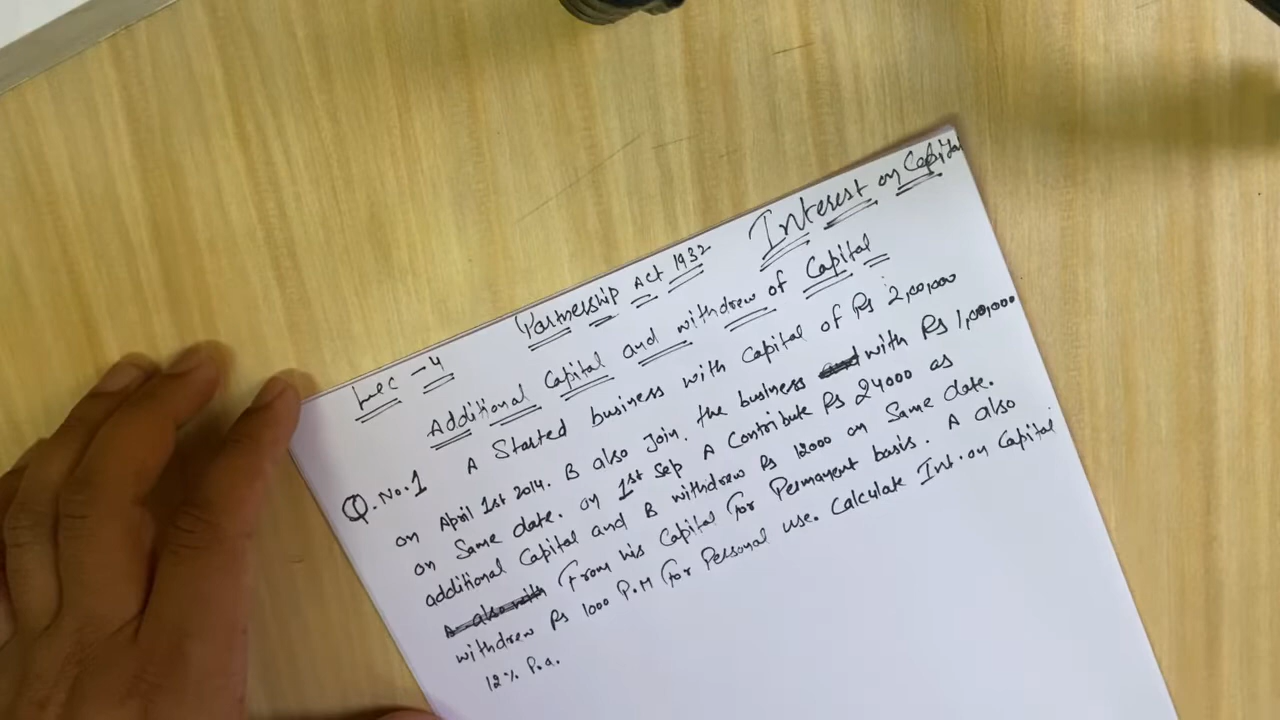 Lec - 4 Partnership Act 1932 Interest on Capital
Additional Capital and withdrew of Capital
Q.No.1 A Started business with Capital of Rs 2,00,000
on April 1st 2014. B also Join. the business with Rs 1,00,000
on Same date. on 1st Sep A Contribute Rs 24000 as
additional Capital and B withdrew Rs 12000 on Same date.
From his Capital for Permanent basis. A also
withdrew Rs 1000 P.M for Personal use. Calculate Int. on Capital
12% P.a.